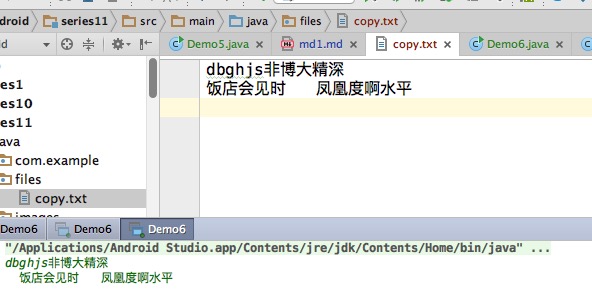 droid series11 src main java files copy.txt
Demo5.java md1.md copy.txt Demo6.java
es1
es10
es11
ava
com.example
files
copy.txt
dbghjs非博大精深
饭店会见时 凤凰度啊水平
Demo6 Demo6 Demo6
"/Applications/Android Studio.app/Contents/jre/jdk/Contents/Home/bin/java" ...
dbghjs非博大精深
饭店会见时 凤凰度啊水平